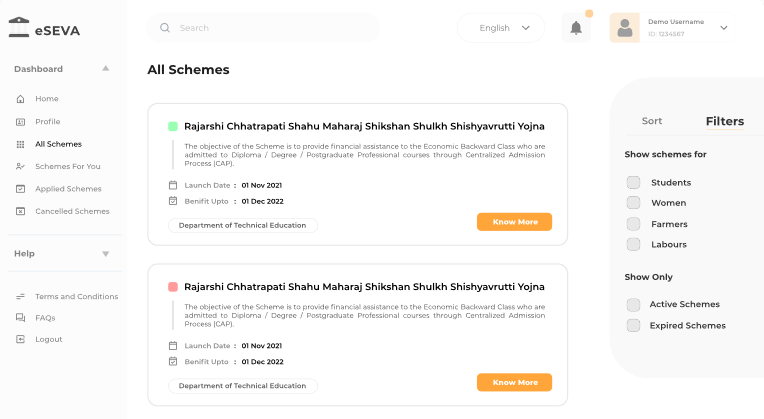 eSEVA
Search
English
Demo Username
ID: 1234567
Dashboard
Home
Profile
All Schemes
Schemes For You
Applied Schemes
Cancelled Schemes
Help
Terms and Conditions
FAQs
Logout
All Schemes
Rajarshi Chhatrapati Shahu Maharaj Shikshan Shulkh Shishyavrutti Yojna
The objective of the Scheme is to provide financial assistance to the Economic Backward Class who are
admitted to Diploma / Degree / Postgraduate Professional courses through Centralized Admission
Process (CAP).
Launch Date : 01 Nov 2021
Benifit Upto : 01 Dec 2022
Department of Technical Education
Know More
Rajarshi Chhatrapati Shahu Maharaj Shikshan Shulkh Shishyavrutti Yojna
The objective of the Scheme is to provide financial assistance to the Economic Backward Class who are
admitted to Diploma / Degree / Postgraduate Professional courses through Centralized Admission
Process (CAP).
Launch Date : 01 Nov 2021
Benifit Upto : 01 Dec 2022
Department of Technical Education
Know More
Sort
Filters
Show schemes for
Students
Women
Farmers
Labours
Show Only
Active Schemes
Expired Schemes